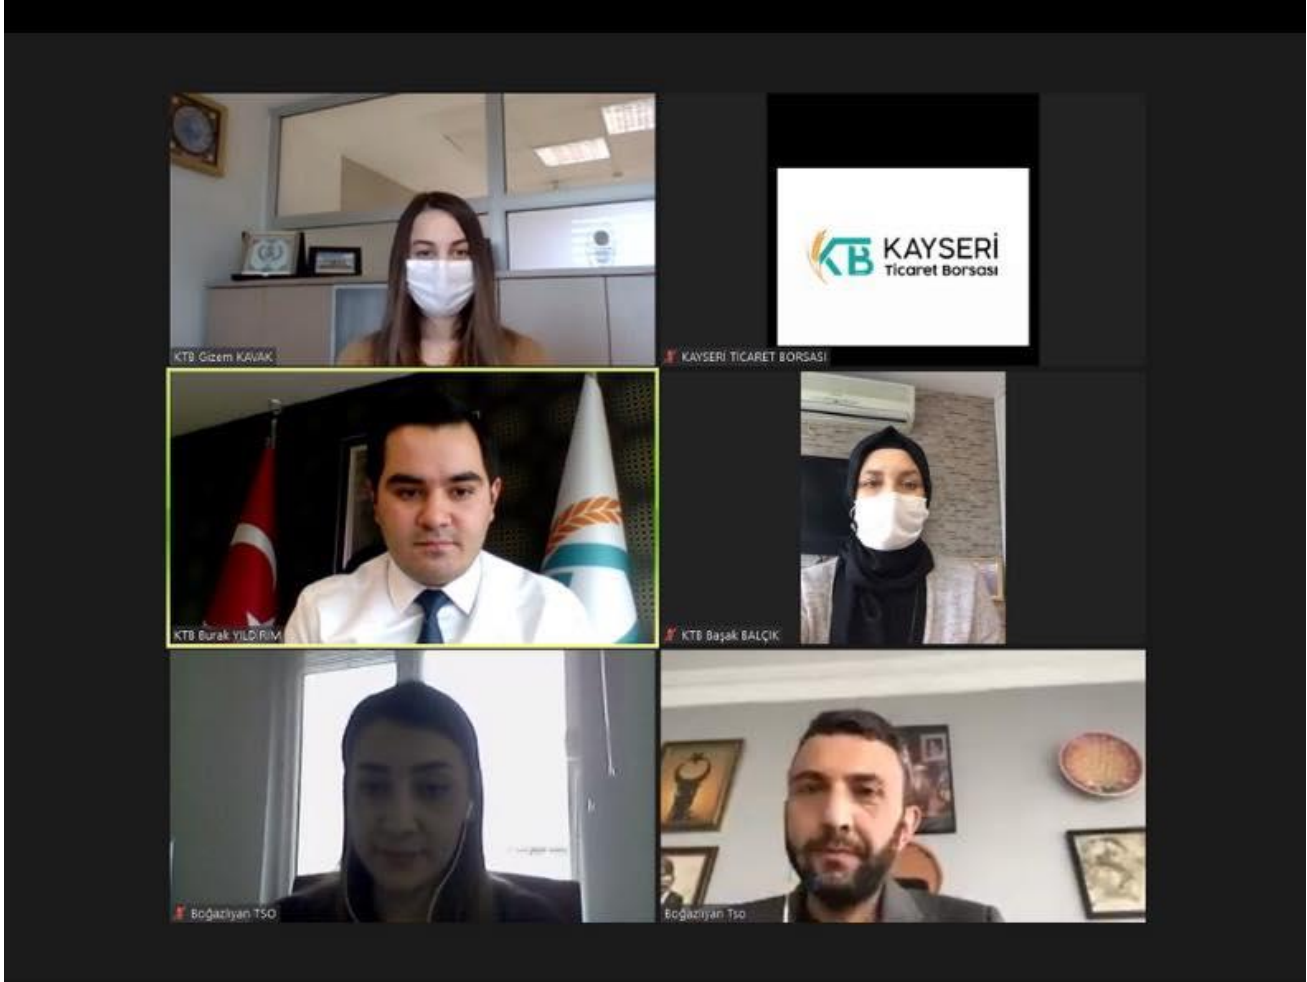 KTB Gizem KAVAK
KTB KAYSERİ
Ticaret Borsası
KAYSERİ TİCARET BORSASI
KTB Burak YILDIRIM
KTB Başak BALÇIK
Boğazlıyan TSO
Boğazlıyan Tso